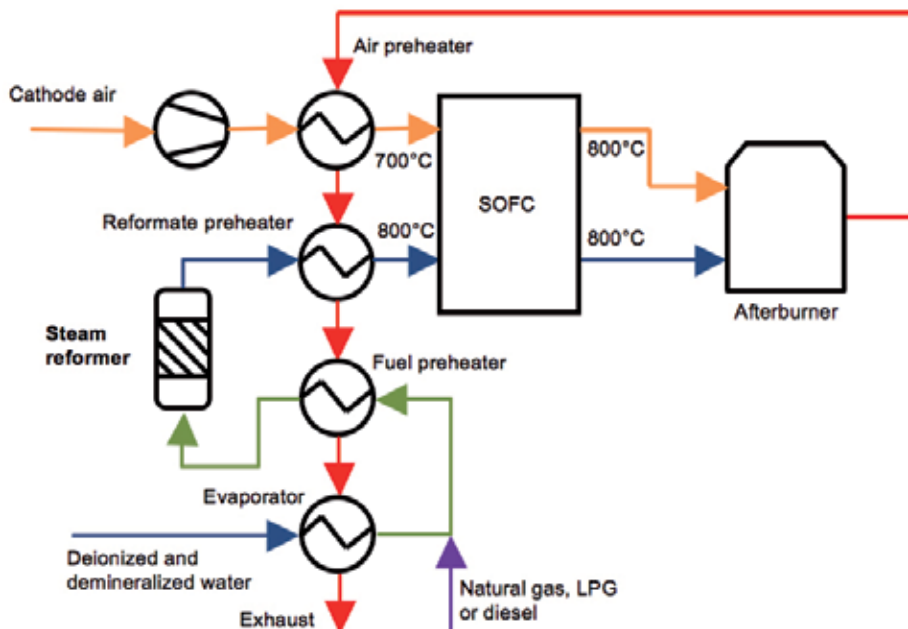 Air preheater
Cathode air
700°C
800°C
SOFC
Reformate preheater
800°C
800°C
Afterburner
Steam
reformer
Fuel preheater
Evaporator
Deionized and
demineralized water
Natural gas, LPG
or diesel
Exhaust